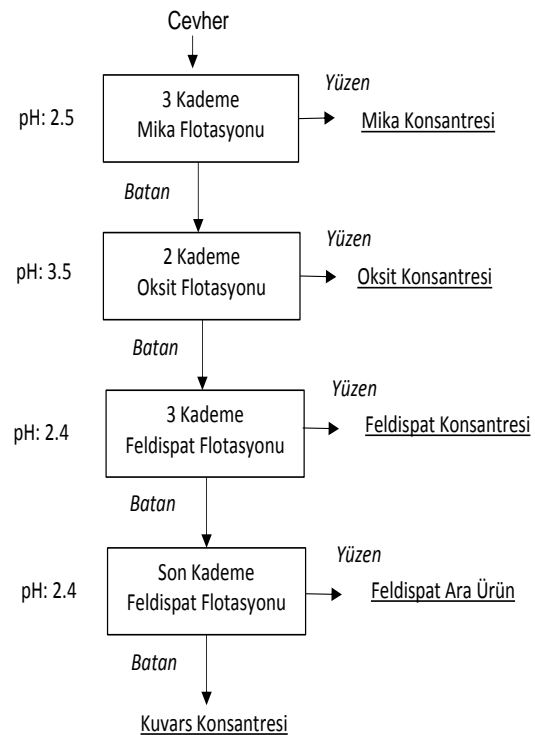 Cevher
Yüzen
3 Kademe
Mika Flotasyonu
pH: 2.5
Mika Konsantresi
Batan
Yüzen
2 Kademe
Oksit Flotasyonu
pH: 3.5
Oksit Konsantresi
Batan
Yüzen
3 Kademe
Feldispat Flotasyonu
pH: 2.4
Feldispat Konsantresi
Batan
Yüzen
Son Kademe
Feldispat Flotasyonu
pH: 2.4
Feldispat Ara Ürün
Batan
Kuvars Konsantresi